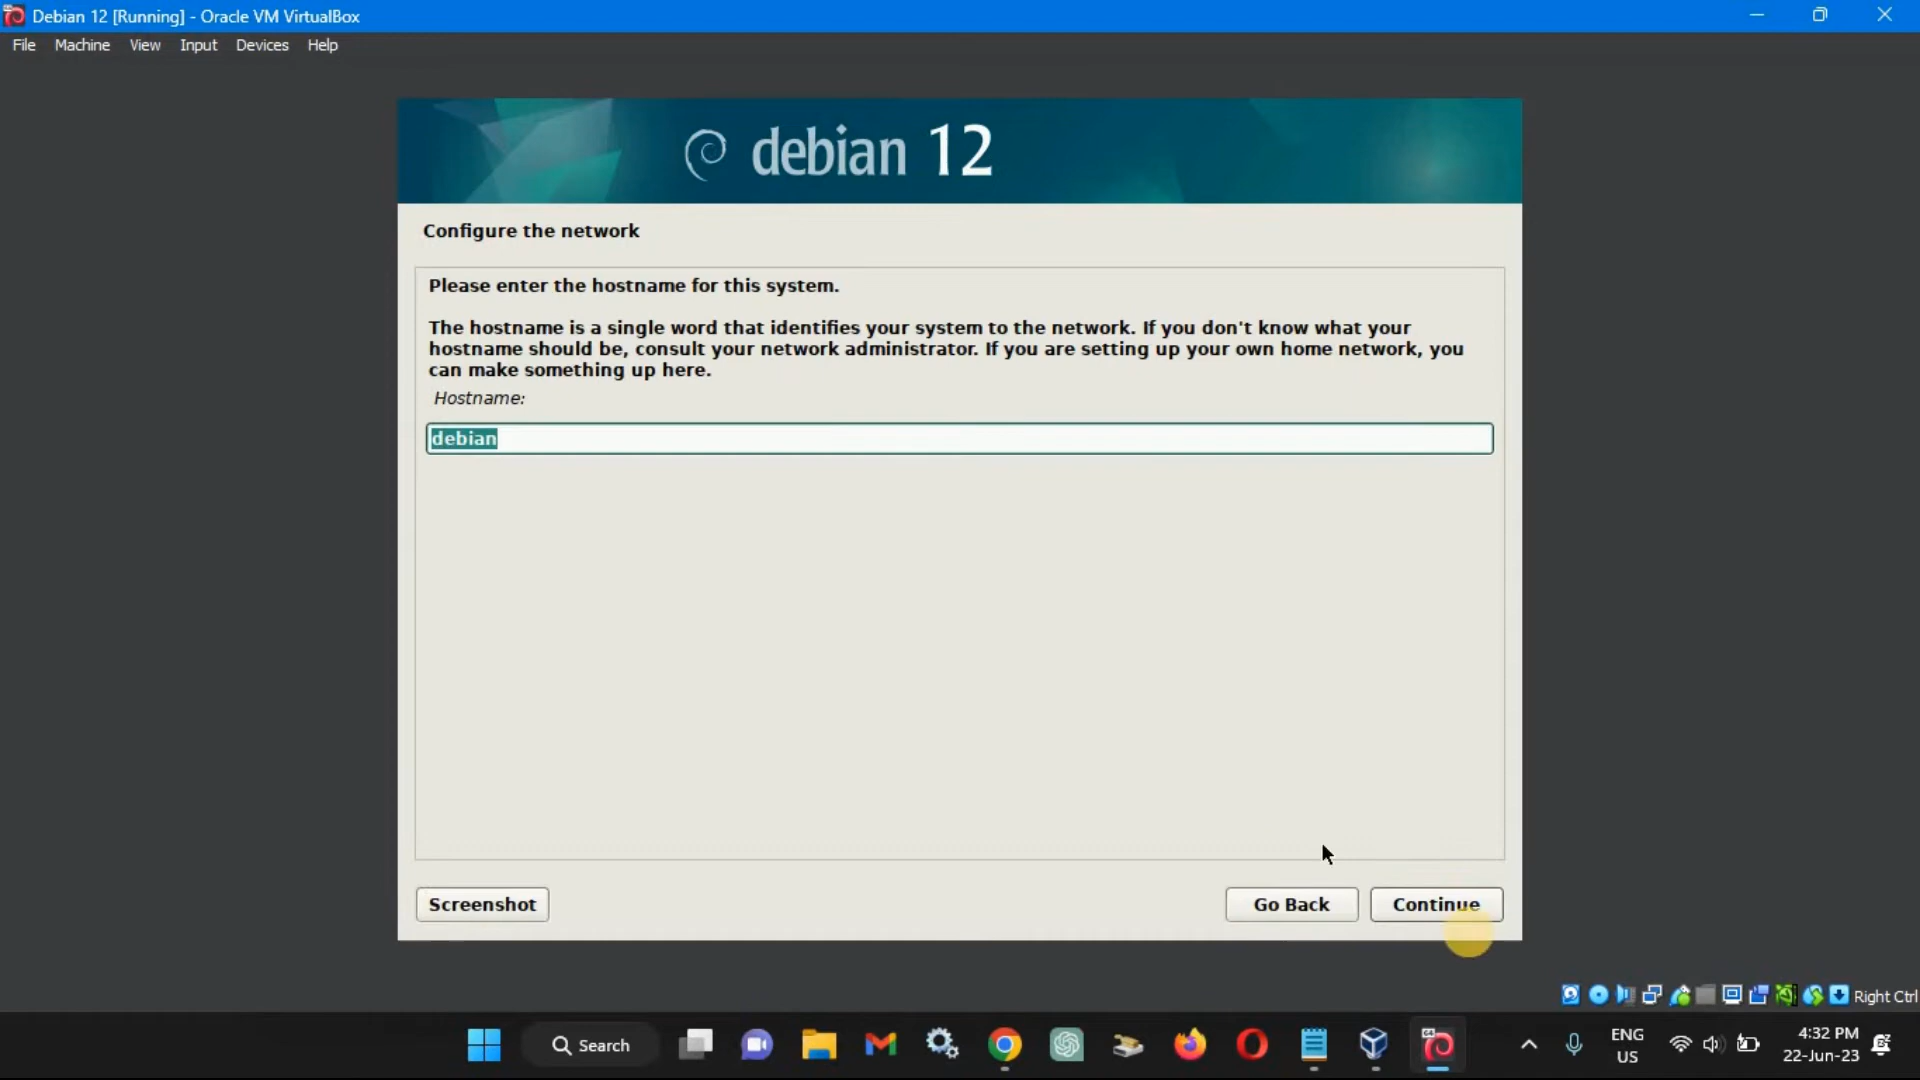 Debian 12 [Running] - Oracle VM VirtualBox
File Machine View Input Devices Help
debian 12
Configure the network
Please enter the hostname for this system.
The hostname is a single word that identifies your system to the network. If you don't know what your
hostname should be, consult your network administrator. If you are setting up your own home network, you
can make something up here.
Hostname:
debian
Screenshot
Go Back
Continue
Right Ctrl
Search
ENG
US
4:32 PM
22-Jun-23